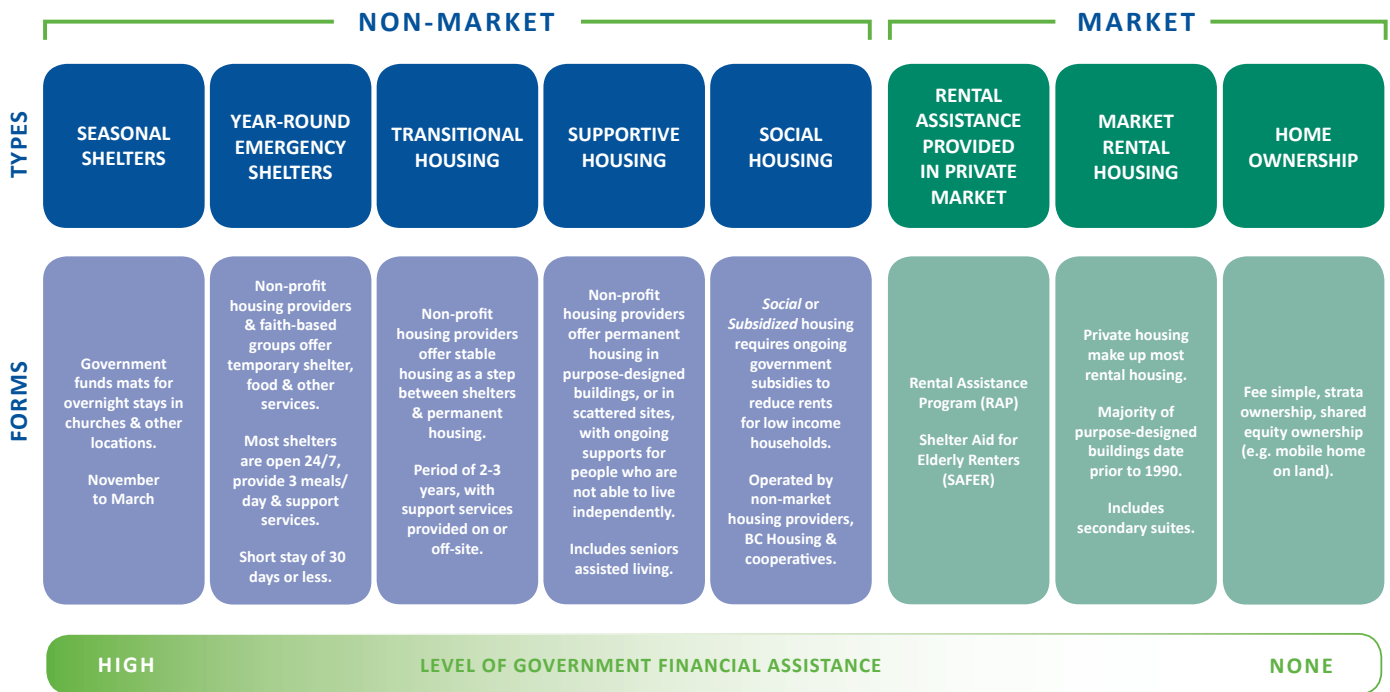 NON-MARKET
MARKET
TYPES
SEASONAL
SHELTERS
YEAR-ROUND
EMERGENCY
SHELTERS
TRANSITIONAL
HOUSING
SUPPORTIVE
HOUSING
SOCIAL
HOUSING
RENTAL
ASSISTANCE
PROVIDED
IN PRIVATE
MARKET
MARKET
RENTAL
HOUSING
HOME
OWNERSHIP
FORMS
Government
funds mats for
overnight stays in
churches & other
locations.
November
to March
Non-profit
housing providers
& faith-based
groups offer
temporary shelter,
food & other
services.
Most shelters
are open 24/7,
provide 3 meals/
day & support
services.
Short stay of 30
days or less.
Non-profit
housing providers
offer stable
housing as a step
between shelters
& permanent
housing.
Period of 2-3
years, with
support services
provided on or
off-site.
Non-profit
housing providers
offer permanent
housing in
purpose-designed
buildings, or in
scattered sites,
with ongoing
supports for
people who are
not able to live
independently.
Includes seniors
assisted living.
Social or
Subsidized housing
requires ongoing
government
subsidies to
reduce rents
for low income
households.
Operated by
non-market
housing providers,
BC Housing &
cooperatives.
Rental Assistance
Program (RAP)
Shelter Aid for
Elderly Renters
(SAFER)
Private housing
make up most
rental housing.
Majority of
purpose-designed
buildings date
prior to 1990.
Includes
secondary suites.
Fee simple, strata
ownership, shared
equity ownership
(e.g. mobile home
on land).
HIGH
LEVEL OF GOVERNMENT FINANCIAL ASSISTANCE
NONE